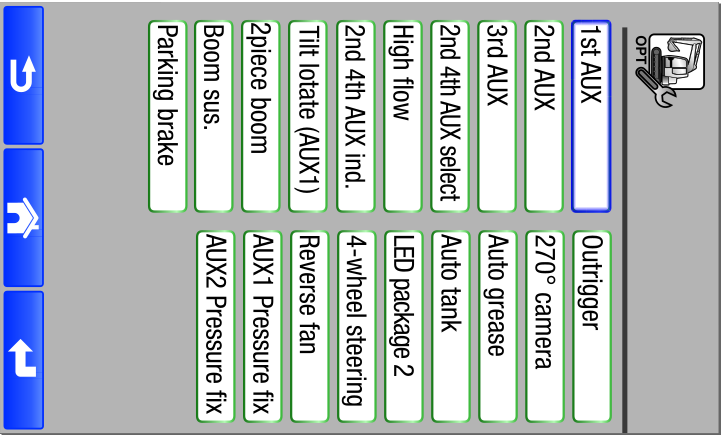 OPT
1st AUX
2nd AUX
3rd AUX
2nd 4th AUX select
High flow
2nd 4th AUX ind.
Tilt lotate (AUX1)
2piece boom
Boom sus.
Parking brake
Outrigger
270° camera
Auto grease
Auto tank
LED package 2
4-wheel steering
Reverse fan
AUX1 Pressure fix
AUX2 Pressure fix